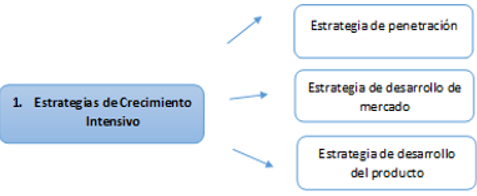 Estrategia de penetración
1. Estrategias de Crecimiento
Intensivo
Estrategia de desarrollo de
mercado
Estrategia de desarrollo
del producto